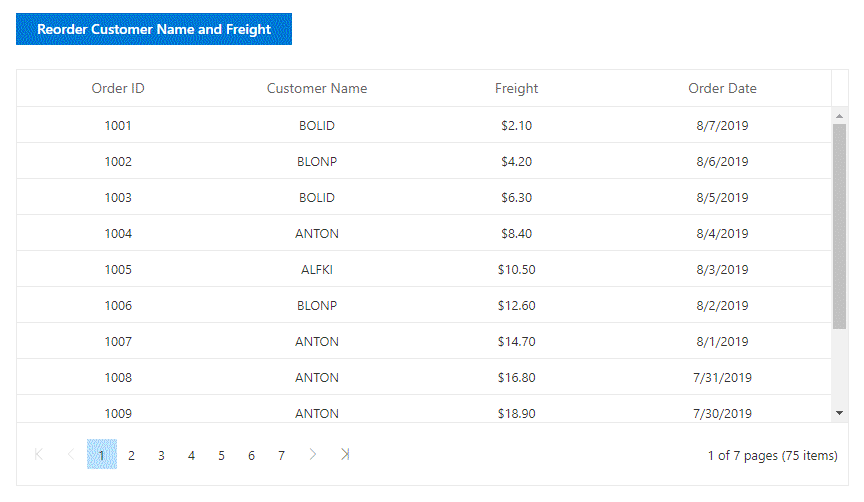 Reorder Customer Name and Freight
Order ID Customer Name Freight Order Date
1001 BOLID $2.10 8/7/2019
1002 BLONP $4.20 8/6/2019
1003 BOLID $6.30 8/5/2019
1004 ANTON $8.40 8/4/2019
1005 ALFKI $10.50 8/3/2019
1006 BLONP $12.60 8/2/2019
1007 ANTON $14.70 8/1/2019
1008 ANTON $16.80 7/31/2019
1009 ANTON $18.90 7/30/2019
1 2 3 4 5 6 7 1 of 7 pages (75 items)